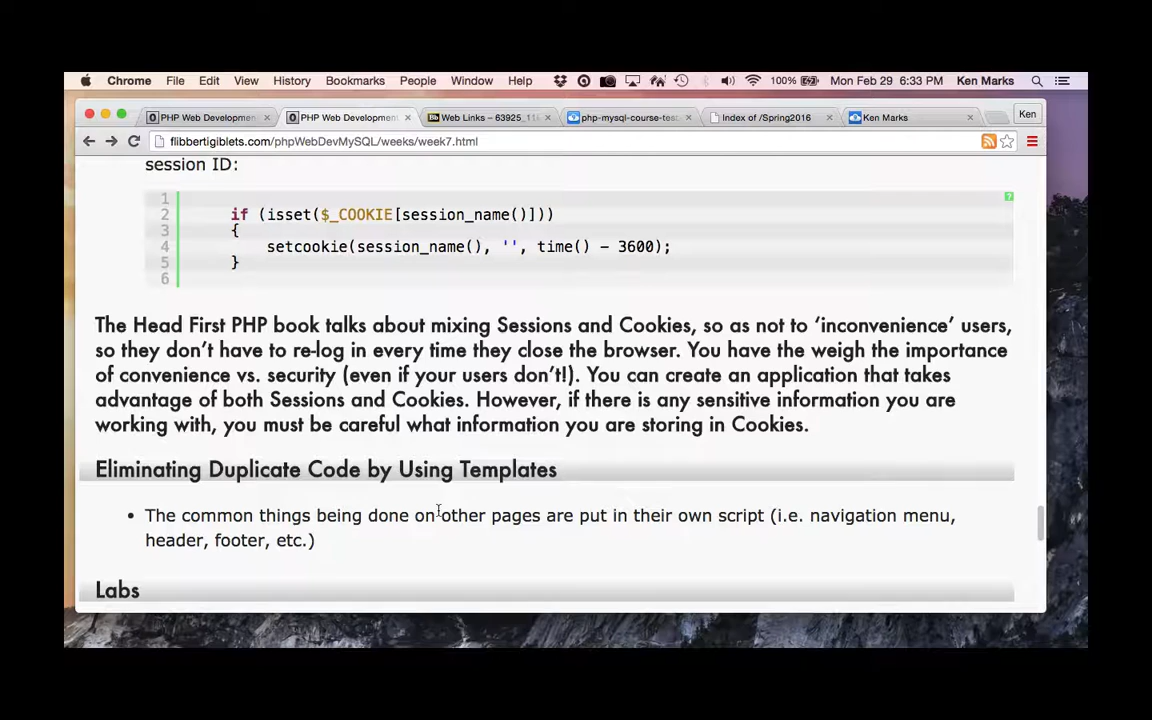 Chrome File Edit View History Bookmarks People Window Help 100% Mon Feb 29 6:33 PM Ken Marks
PHP Web Developmen × PHP Web Development × Bb Web Links – 63925_11 × php-mysql-course-test × Index of /Spring2016 × Ken Marks × Ken
flibbertigiblets.com/phpWebDevMySQL/weeks/week7.html
session ID:
1
2 if (isset($_COOKIE[session_name()]))
3 {
4 setcookie(session_name(), '', time() - 3600);
5 }
6
?
The Head First PHP book talks about mixing Sessions and Cookies, so as not to ‘inconvenience’ users,
so they don’t have to re-log in every time they close the browser. You have the weigh the importance
of convenience vs. security (even if your users don’t!). You can create an application that takes
advantage of both Sessions and Cookies. However, if there is any sensitive information you are
working with, you must be careful what information you are storing in Cookies.
Eliminating Duplicate Code by Using Templates
• The common things being done on other pages are put in their own script (i.e. navigation menu,
header, footer, etc.)
Labs